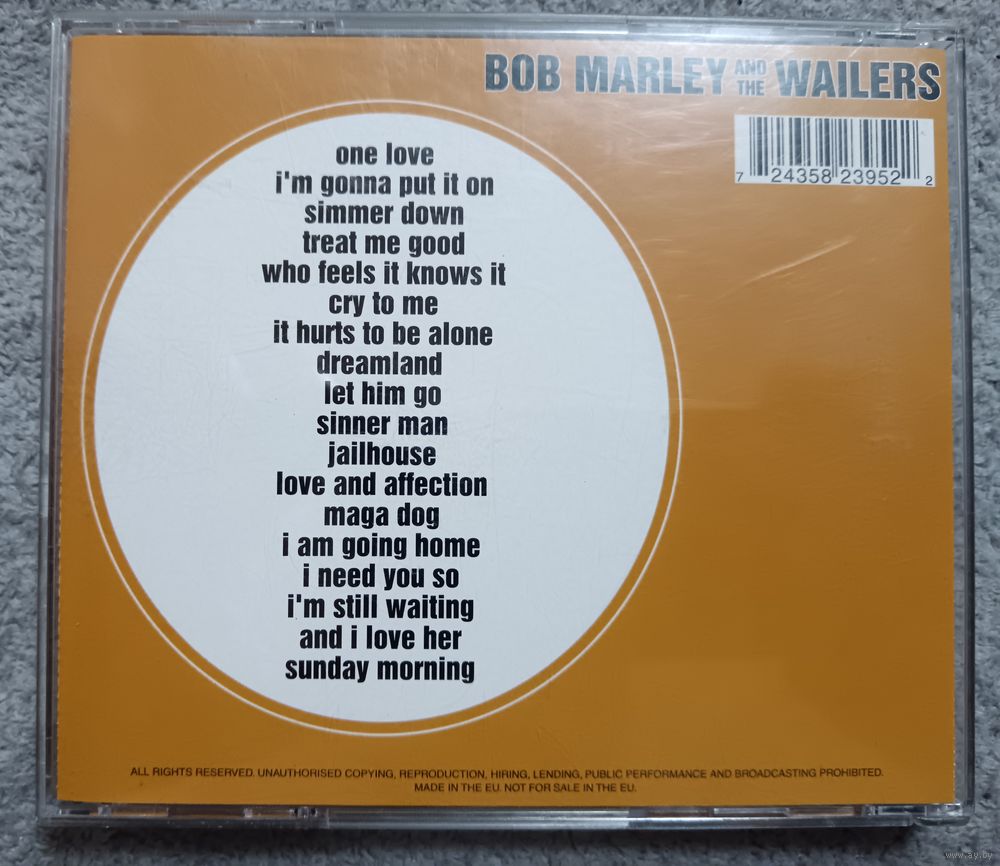 BOB MARLEY AND THE WAILERS
7 24358 23952 2
one love
i'm gonna put it on
simmer down
treat me good
who feels it knows it
cry to me
it hurts to be alone
dreamland
let him go
sinner man
jailhouse
love and affection
maga dog
i am going home
i need you so
i'm still waiting
and i love her
sunday morning
ALL RIGHTS RESERVED. UNAUTHORISED COPYING, REPRODUCTION, HIRING, LENDING, PUBLIC PERFORMANCE AND BROADCASTING PROHIBITED.
MADE IN THE EU. NOT FOR SALE IN THE EU.
www.ay.by